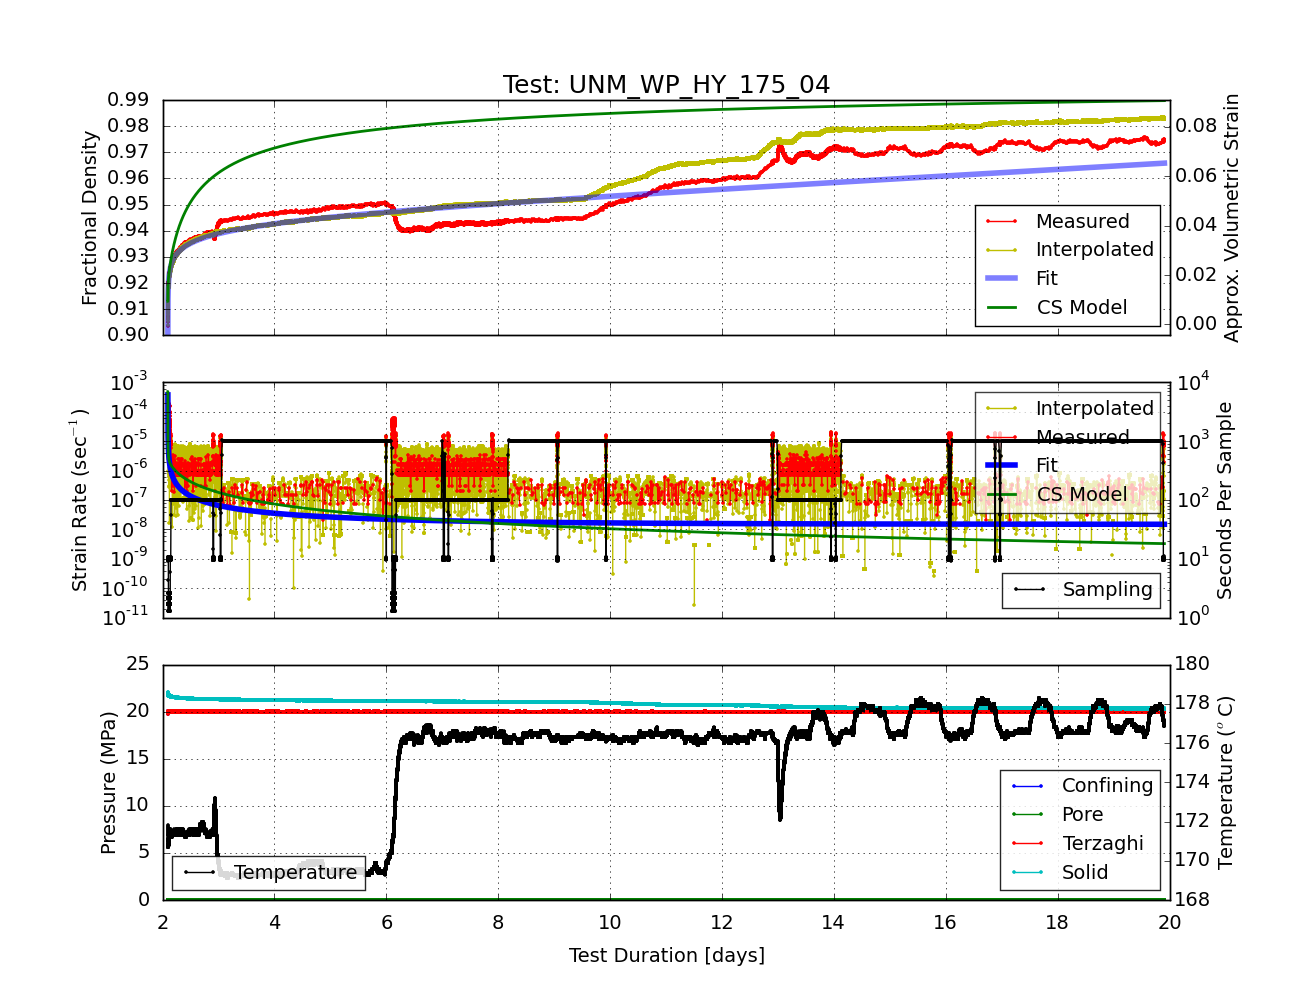 Test: UNM_WP_HY_175_04
0.99
0.98
0.97
0.96
0.95
0.94
0.93
0.92
0.91
0.90
Fractional Density
0.08
0.06
0.04
0.02
0.00
Approx. Volumetric Strain
Measured
Interpolated
Fit
CS Model
10^-3
10^-4
10^-5
10^-6
10^-7
10^-8
10^-9
10^-10
10^-11
Strain Rate (sec^−1)
10^4
10^3
10^2
10^1
10^0
Seconds Per Sample
Interpolated
Measured
Fit
CS Model
Sampling
25
20
15
10
5
0
Pressure (MPa)
180
178
176
174
172
170
168
Temperature (°C)
Confining
Pore
Terzaghi
Solid
Temperature
2 4 6 8 10 12 14 16 18 20
Test Duration [days]